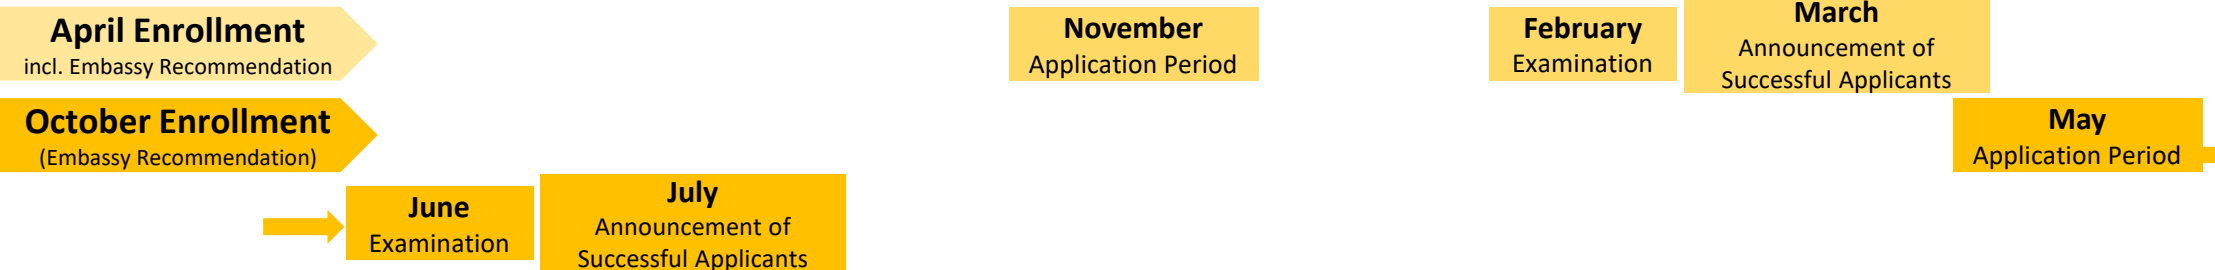 April Enrollment
incl. Embassy Recommendation
November
Application Period
February
Examination
March
Announcement of
Successful Applicants
October Enrollment
(Embassy Recommendation)
May
Application Period
June
Examination
July
Announcement of
Successful Applicants